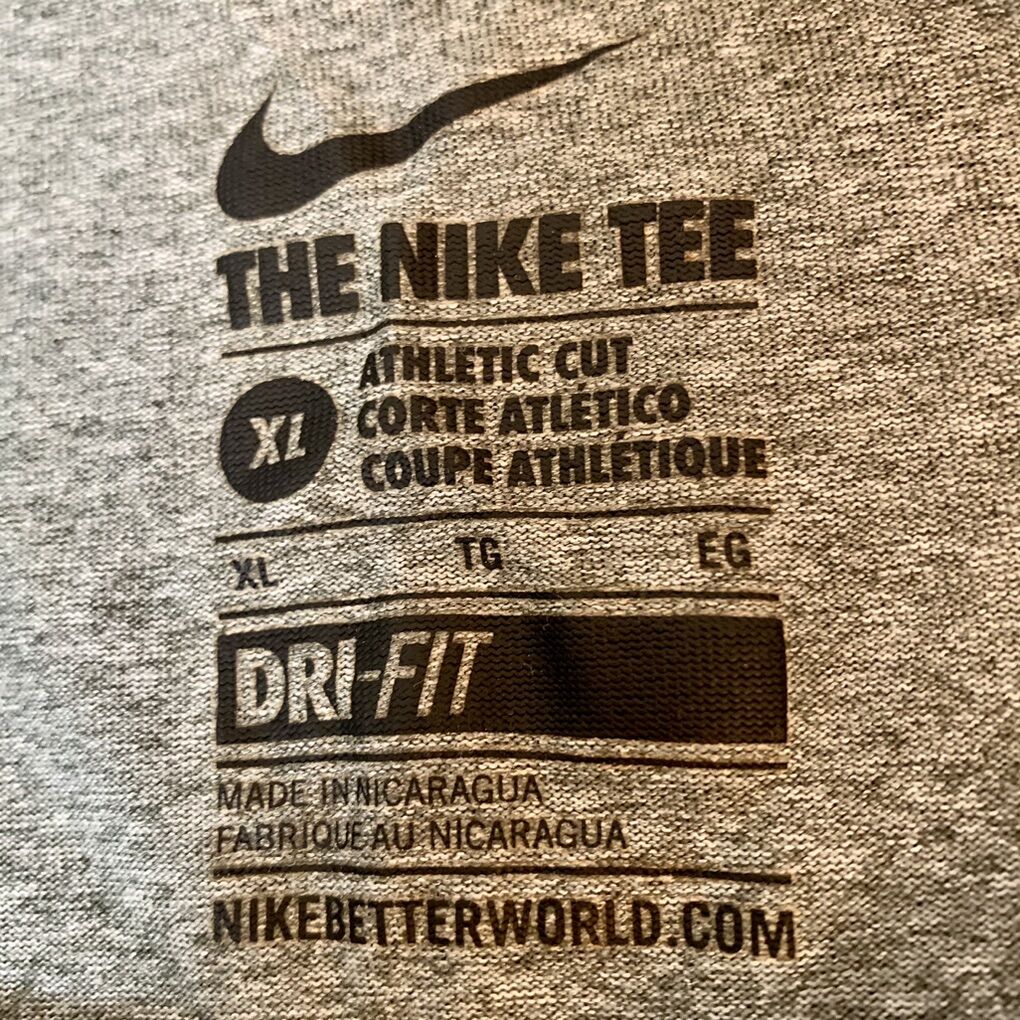 THE NIKE TEE
XL
ATHLETIC CUT
CORTE ATLÉTICO
COUPE ATHLÉTIQUE
XL TG EG
DRI-FIT
MADE IN NICARAGUA
FABRIQUE AU NICARAGUA
NIKEBETTERWORLD.COM